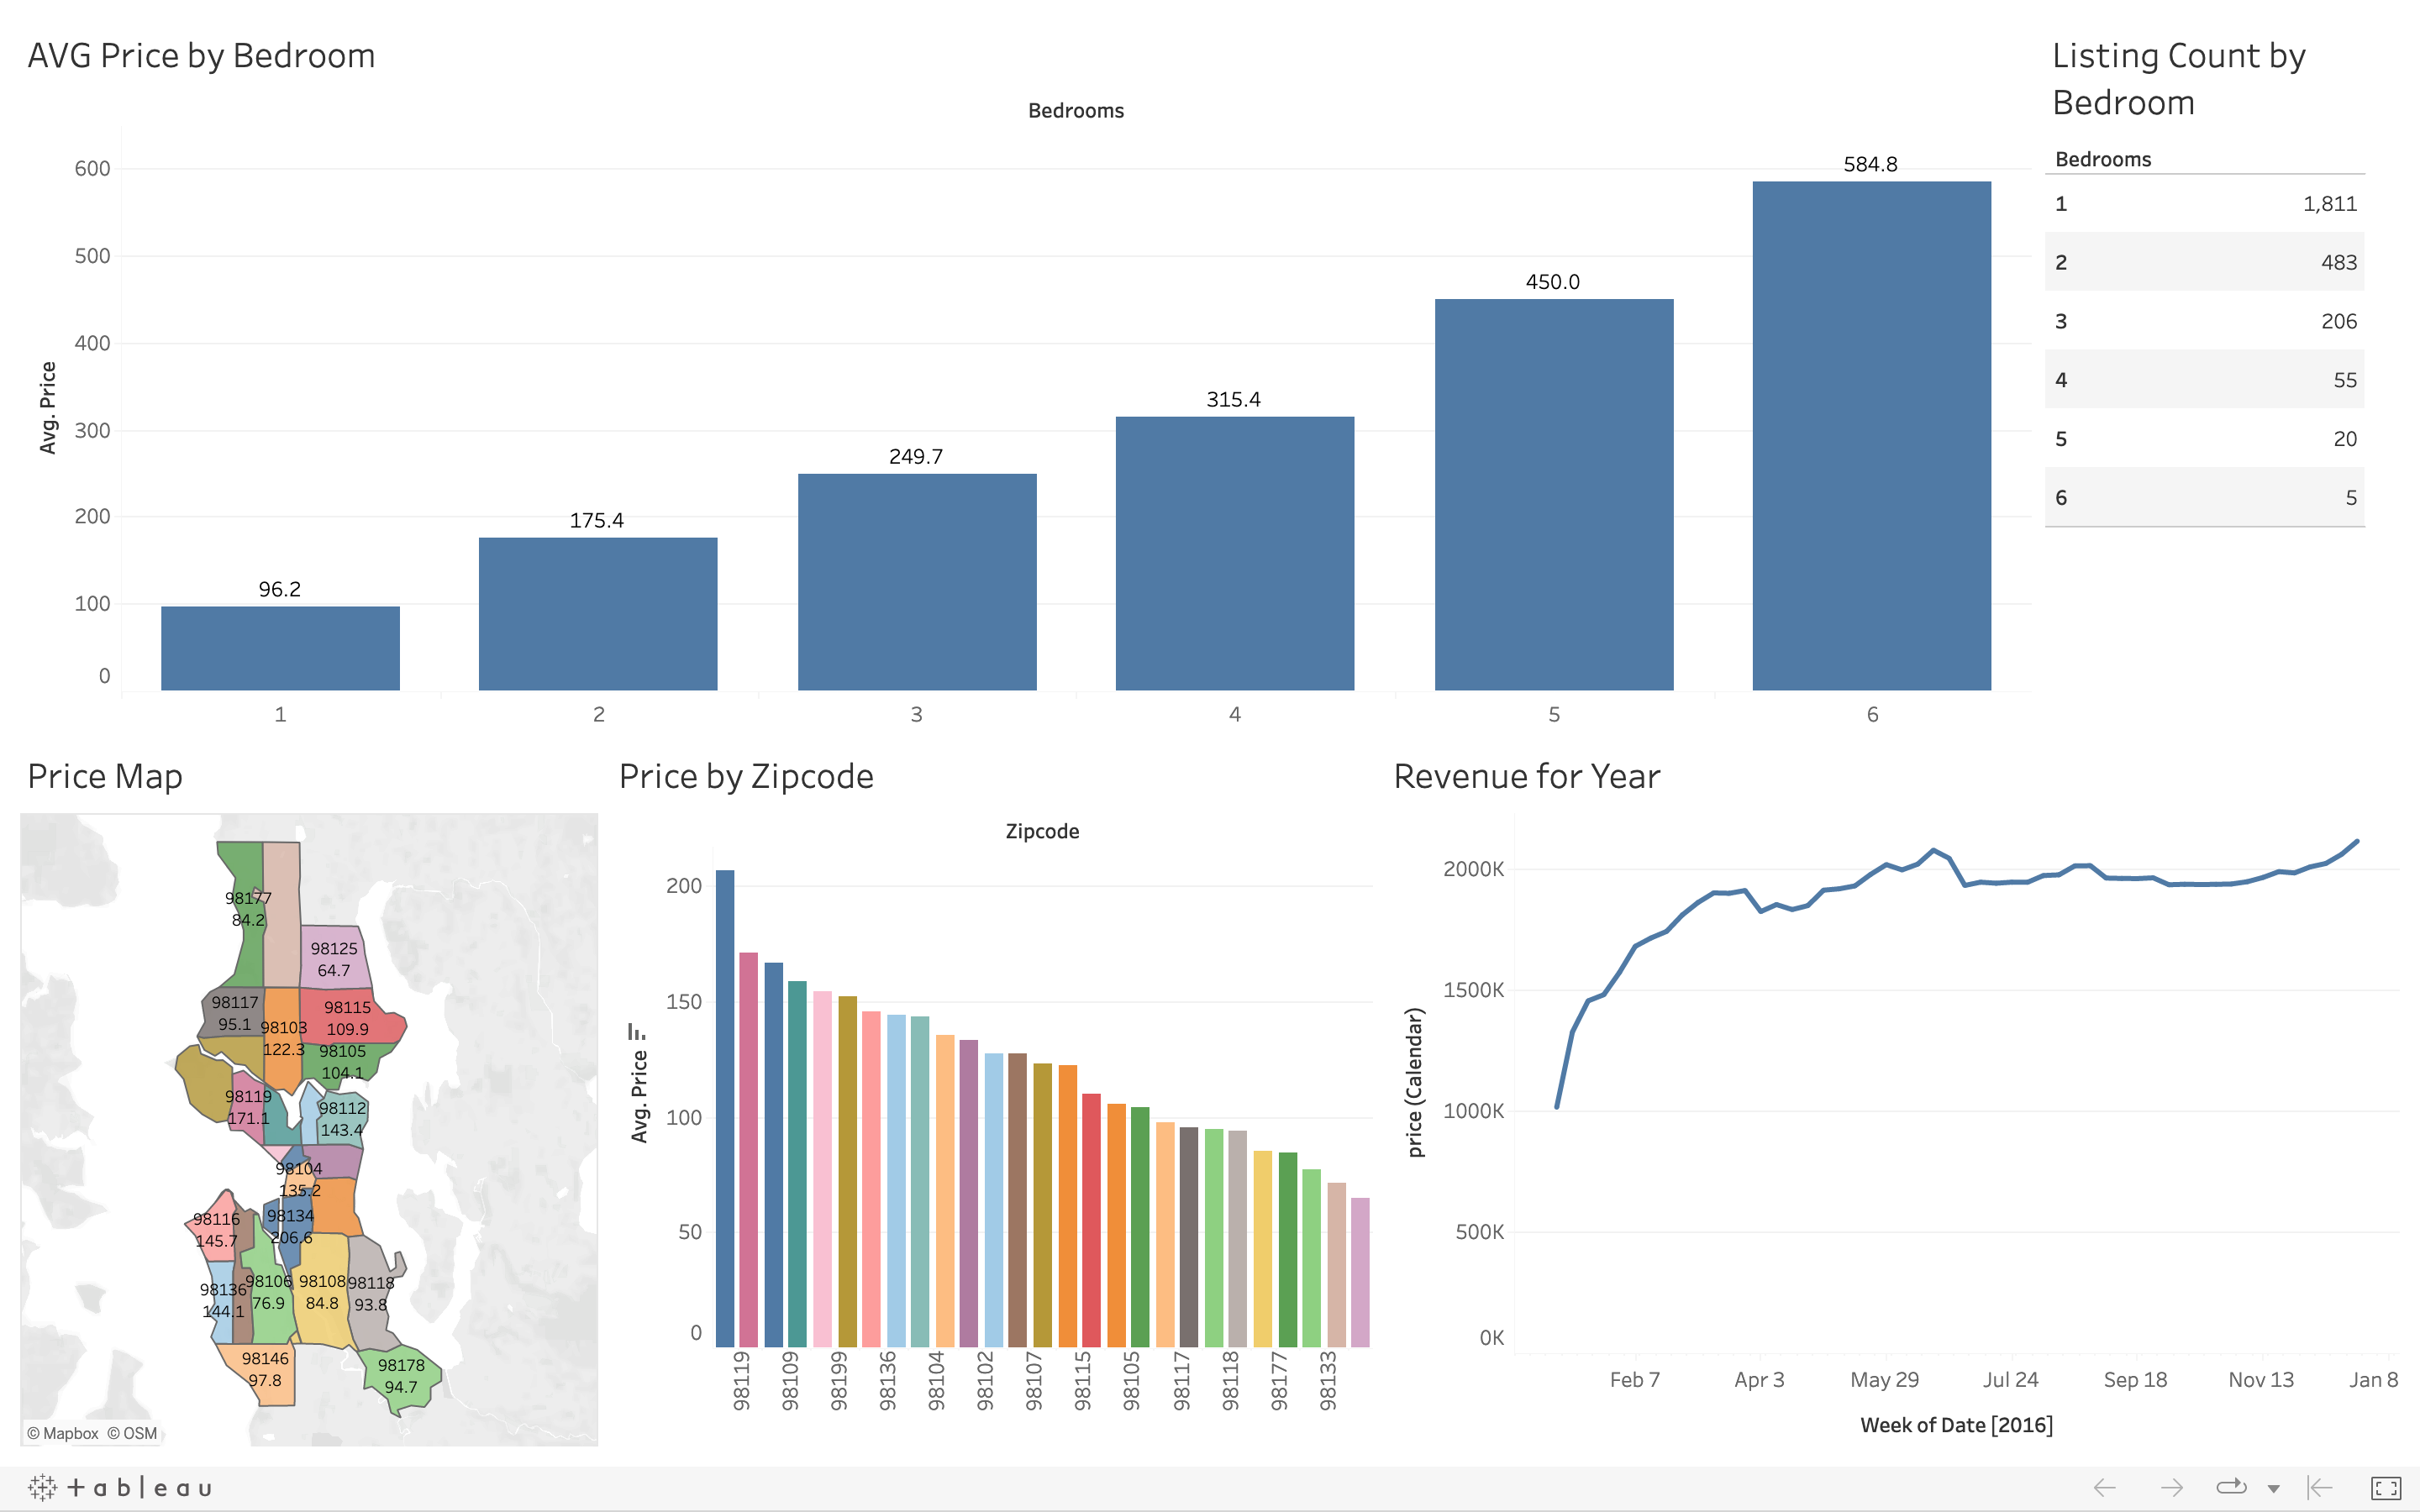 AVG Price by Bedroom
Bedrooms
Avg. Price
600
500
400
300
200
100
0
96.2
175.4
249.7
315.4
450.0
584.8
1
2
3
4
5
6
Listing Count by
Bedroom
Bedrooms
1 1,811
2 483
3 206
4 55
5 20
6 5
Price Map
98177
84.2
98125
64.7
98117
95.1
98103
122.3
98115
109.9
98105
104.1
98119
171.1
98112
143.4
98104
135.2
98116
145.7
98134
206.6
98136
144.1
98106
76.9
98108
84.8
98118
93.8
98146
97.8
98178
94.7
© Mapbox © OSM
Price by Zipcode
Zipcode
Avg. Price
200
150
100
50
0
98119
98109
98199
98136
98104
98102
98107
98115
98105
98117
98118
98177
98133
Revenue for Year
price (Calendar)
2000K
1500K
1000K
500K
0K
Feb 7
Apr 3
May 29
Jul 24
Sep 18
Nov 13
Jan 8
Week of Date [2016]
+ableau